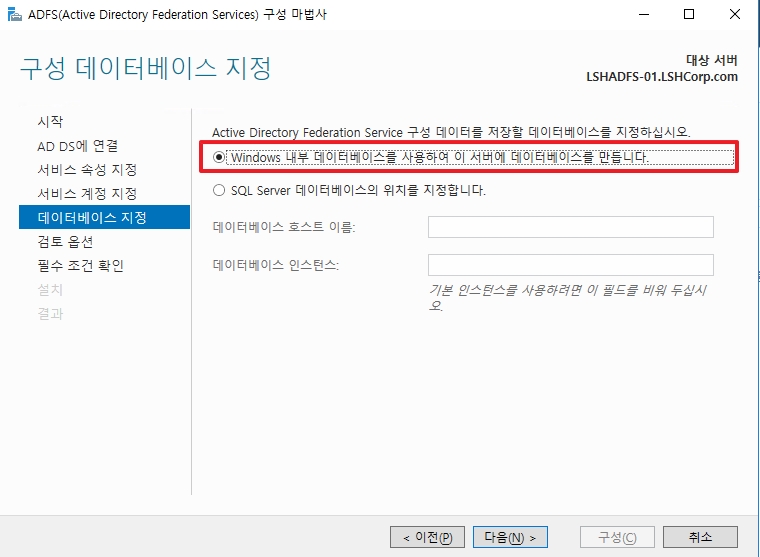 ADFS(Active Directory Federation Services) 구성 마법사
구성 데이터베이스 지정
대상 서버
LSHADFS-01.LSHCorp.com
시작
AD DS에 연결
서비스 속성 지정
서비스 계정 지정
데이터베이스 지정
검토 옵션
필수 조건 확인
설치
결과
Active Directory Federation Service 구성 데이터를 저장할 데이터베이스를 지정하십시오.
Windows 내부 데이터베이스를 사용하여 이 서버에 데이터베이스를 만듭니다.
SQL Server 데이터베이스의 위치를 지정합니다.
데이터베이스 호스트 이름:
데이터베이스 인스턴스:
기본 인스턴스를 사용하려면 이 필드를 비워 두십시
오.
< 이전(P)
다음(N) >
구성(C)
취소